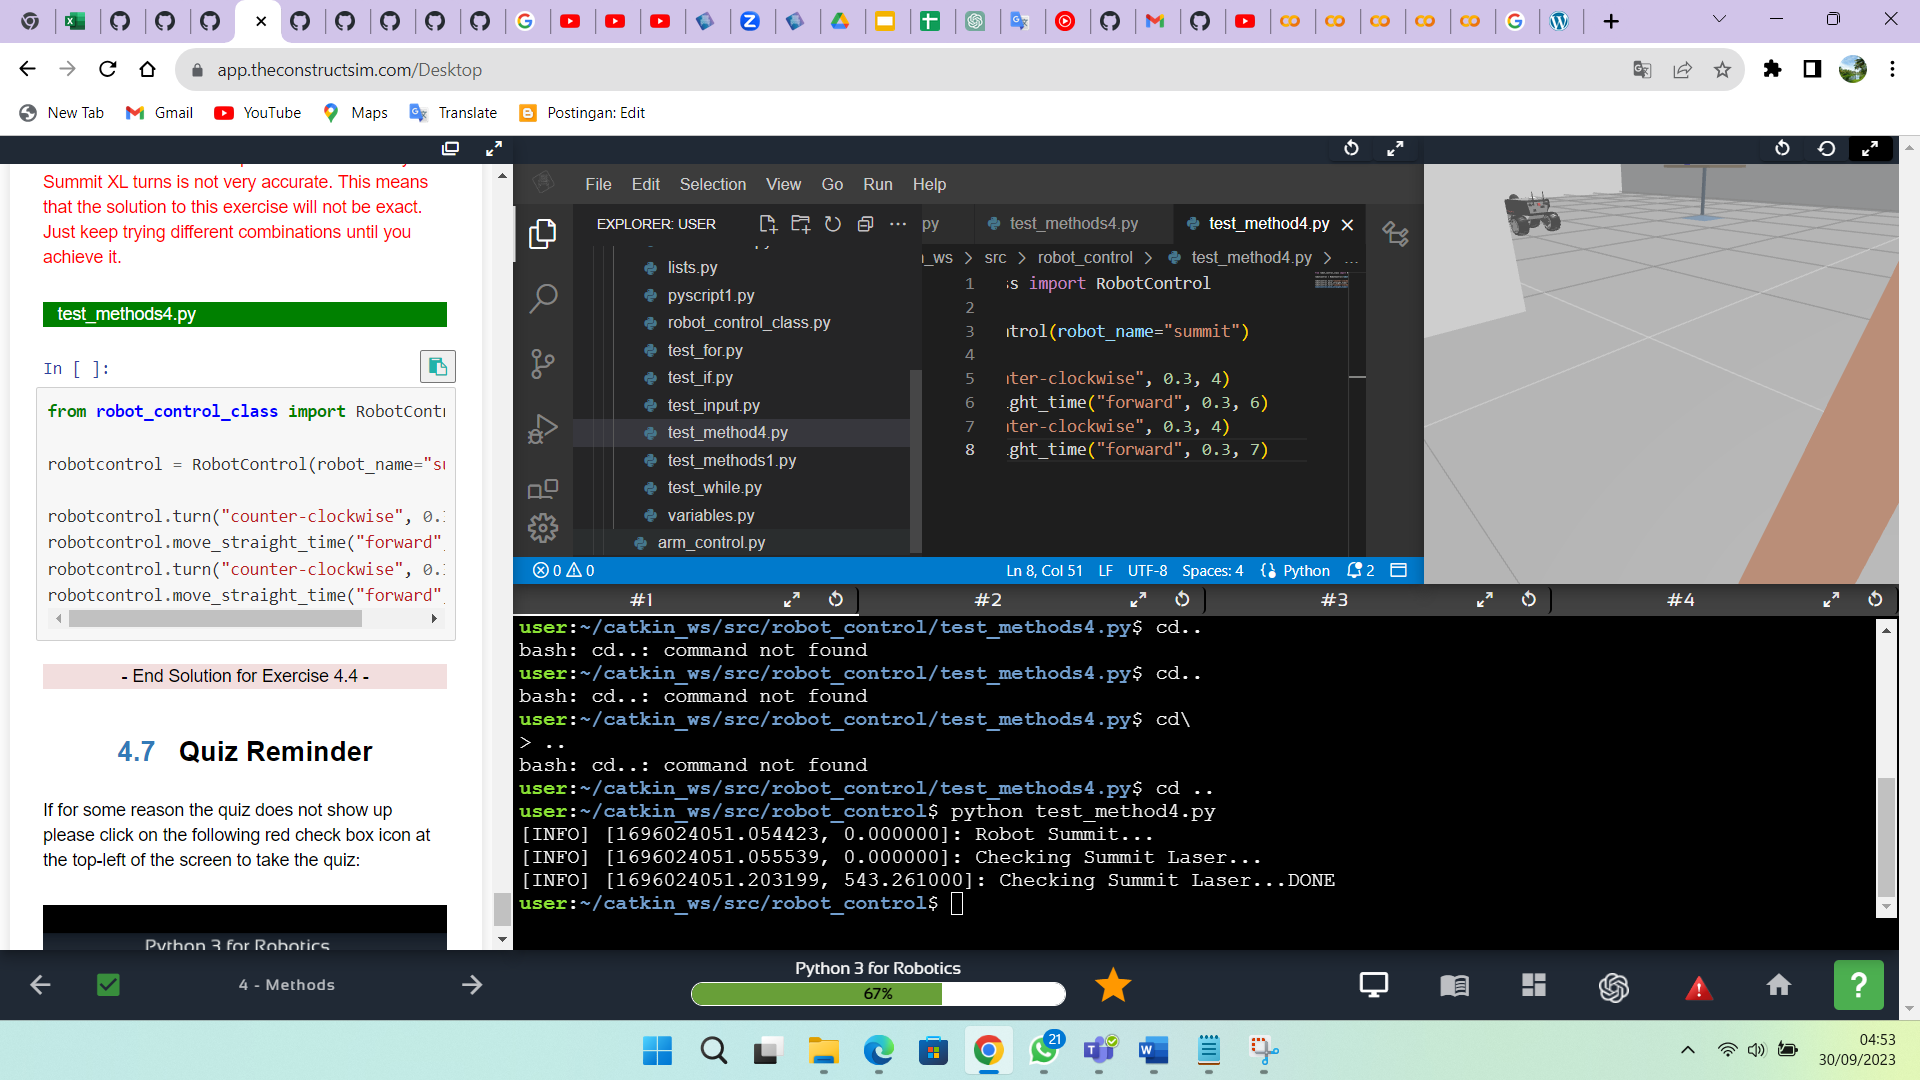 app.theconstructsim.com/Desktop
New Tab
Gmail
YouTube
Maps
Translate
Postingan: Edit
Summit XL turns is not very accurate. This means
that the solution to this exercise will not be exact.
Just keep trying different combinations until you
achieve it.
test_methods4.py
In [ ]:
from robot_control_class import RobotContr
robotcontrol = RobotControl(robot_name="su
robotcontrol.turn("counter-clockwise", 0.
robotcontrol.move_straight_time("forward"
robotcontrol.turn("counter-clockwise", 0.
robotcontrol.move_straight_time("forward"
- End Solution for Exercise 4.4 -
4.7 Quiz Reminder
If for some reason the quiz does not show up
please click on the following red check box icon at
the top-left of the screen to take the quiz:
Python 3 for Robotics
File Edit Selection View Go Run Help
EXPLORER: USER
lists.py
pyscript1.py
robot_control_class.py
test_for.py
test_if.py
test_input.py
test_method4.py
test_methods1.py
test_while.py
variables.py
arm_control.py
py
test_methods4.py
test_method4.py
_ws > src > robot_control > test_method4.py > ...
1 s import RobotControl
2
3 ntrol(robot_name="summit")
4
5 nter-clockwise", 0.3, 4)
6 ght_time("forward", 0.3, 6)
7 nter-clockwise", 0.3, 4)
8 ght_time("forward", 0.3, 7)
0 0 Ln 8, Col 51 LF UTF-8 Spaces: 4 Python 2
#1 #2 #3 #4
user:~/catkin_ws/src/robot_control/test_methods4.py$ cd..
bash: cd..: command not found
user:~/catkin_ws/src/robot_control/test_methods4.py$ cd..
bash: cd..: command not found
user:~/catkin_ws/src/robot_control/test_methods4.py$ cd\
> ..
bash: cd..: command not found
user:~/catkin_ws/src/robot_control/test_methods4.py$ cd ..
user:~/catkin_ws/src/robot_control$ python test_method4.py
[INFO] [1696024051.054423, 0.000000]: Robot Summit...
[INFO] [1696024051.055539, 0.000000]: Checking Summit Laser...
[INFO] [1696024051.203199, 543.261000]: Checking Summit Laser...DONE
user:~/catkin_ws/src/robot_control$
4 - Methods
Python 3 for Robotics
67%
?
21
04:53
30/09/2023